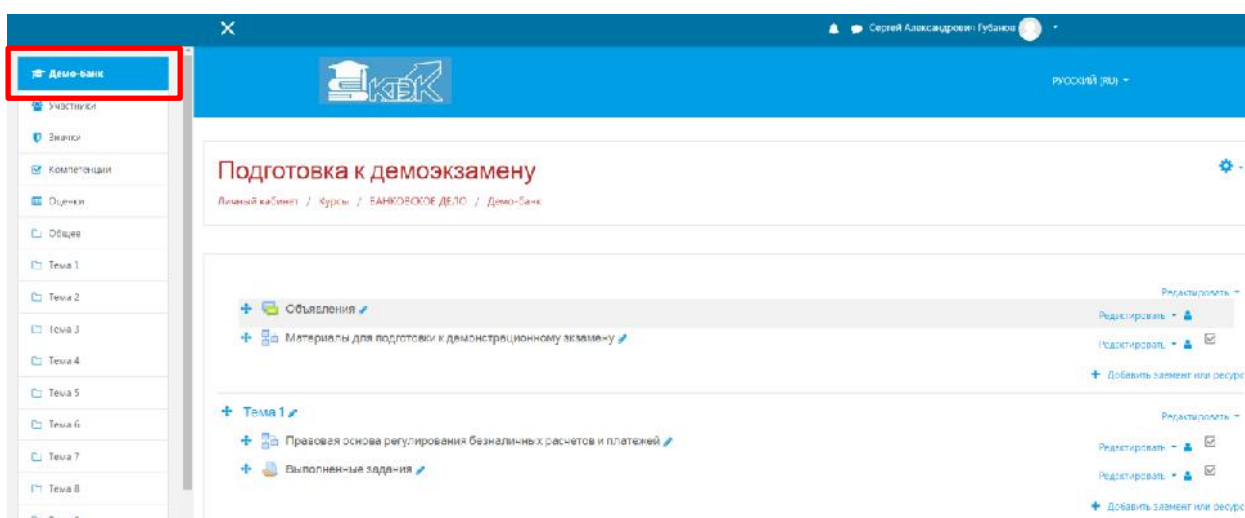 Сергей Александрович Губанов
Демо-банк
КТЭК
РУССКИЙ (RU)
Участники
Значки
Компетенции
Оценки
Общее
Тема 1
Тема 2
Тема 3
Тема 4
Тема 5
Тема 6
Тема 7
Тема 8
Подготовка к демоэкзамену
Личный кабинет / Курсы / БАНКОВСКОЕ ДЕЛО / Демо-банк
Редактировать
Объявления
Редактировать
Материалы для подготовки к демонстрационному экзамену
Редактировать
Добавить элемент или ресурс
Тема 1
Редактировать
Правовая основа регулирования безналичных расчетов и платежей
Редактировать
Выполненные задания
Редактировать
Добавить элемент или ресурс